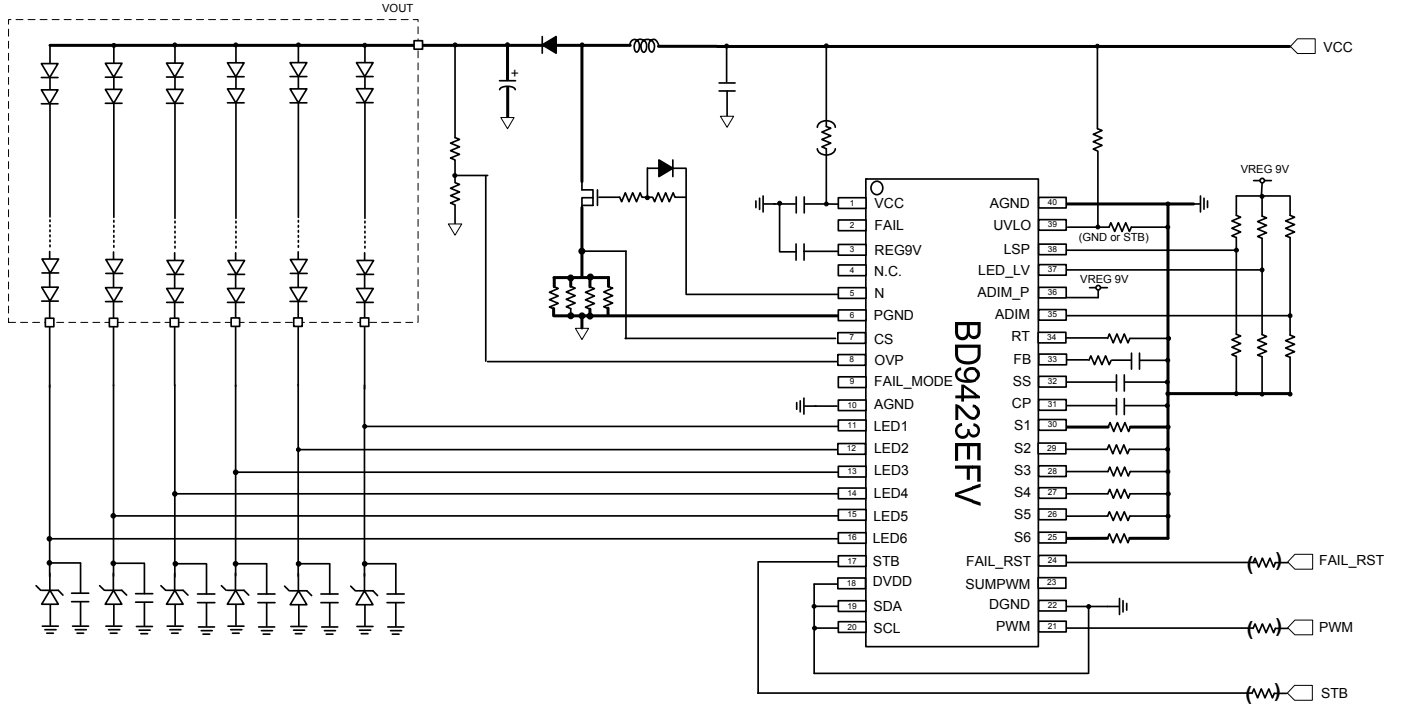 VOUT
+
VCC
VREG 9V
1 VCC
2 FAIL
3 REG9V
4 N.C.
5 N
6 PGND
7 CS
8 OVP
9 FAIL_MODE
10 AGND
11 LED1
12 LED2
13 LED3
14 LED4
15 LED5
16 LED6
17 STB
18 DVDD
19 SDA
20 SCL
BD9423EFV
AGND 40
UVLO 39
(GND or STB)
LSP 38
LED_LV 37
VREG 9V
ADIM_P 36
ADIM 35
RT 34
FB 33
SS 32
CP 31
S1 30
S2 29
S3 28
S4 27
S5 26
S6 25
FAIL_RST 24
SUMPWM 23
DGND 22
PWM 21
FAIL_RST
PWM
STB